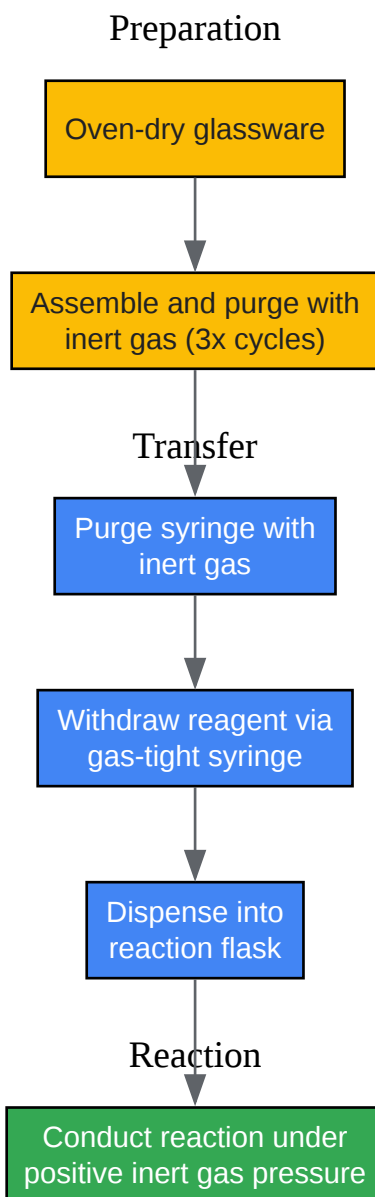 Preparation
Oven-dry glassware
Assemble and purge with
inert gas (3x cycles)
Transfer
Purge syringe with
inert gas
Withdraw reagent via
gas-tight syringe
Dispense into
reaction flask
Reaction
Conduct reaction under
positive inert gas pressure